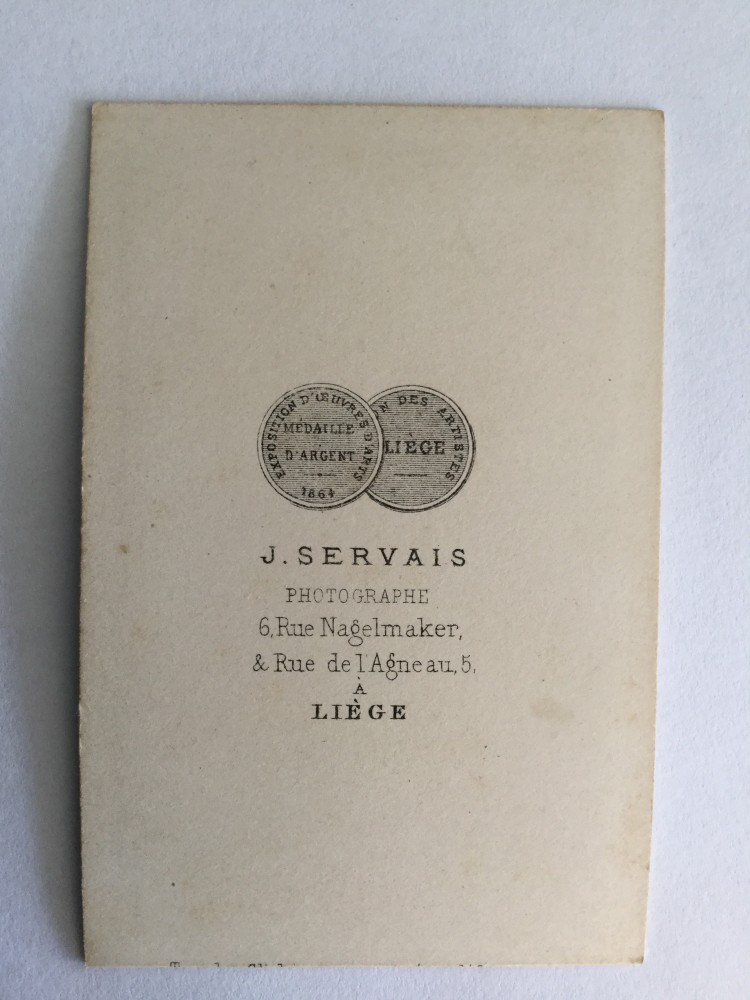 EXPOSITION D'ŒUVRES D'ARTS
MÉDAILLE
D'ARGENT
1864
N DES ARTISTES
LIÈGE
J. SERVAIS
PHOTOGRAPHE
6, Rue Nagelmaker,
& Rue de l'Agneau, 5,
À
LIÈGE